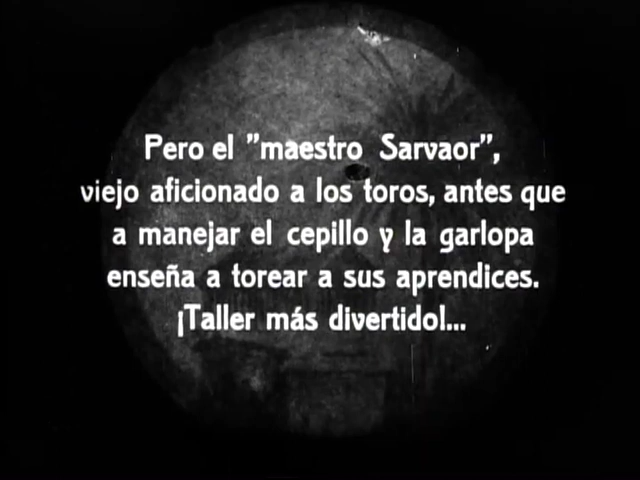 Pero el "maestro Sarvaor",
viejo aficionado a los toros, antes que
a manejar el cepillo y la garlopa
enseña a torear a sus aprendices.
¡Taller más divertido!...